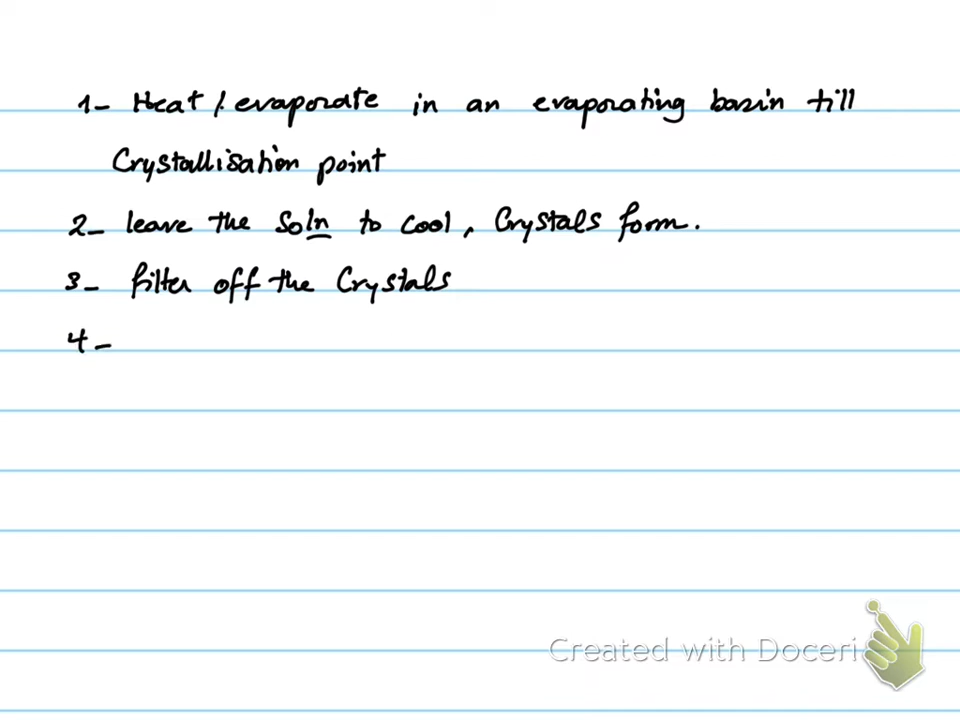 1- Heat / evaporate in an evaporating basin till
Crystallisation point
2- leave the soln to cool, Crystals form.
3- filter off the Crystals
4-
Created with Doceri